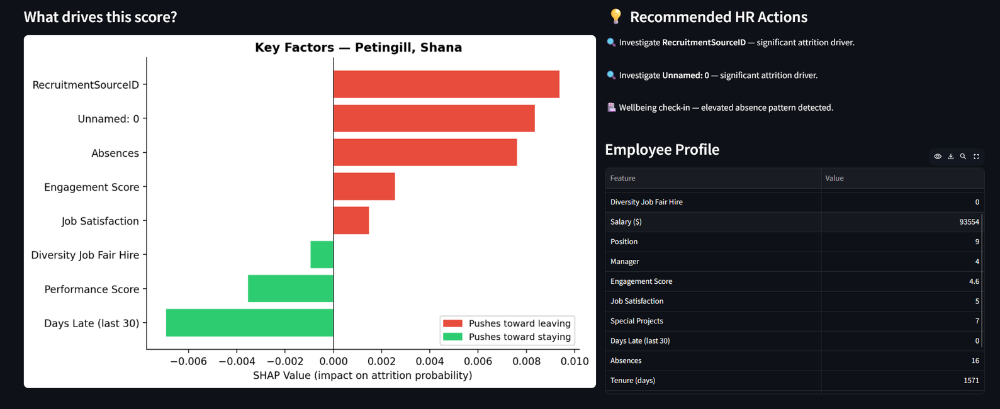 What drives this score?
Key Factors — Petingill, Shana
RecruitmentSourceID
Unnamed: 0
Absences
Engagement Score
Job Satisfaction
Diversity Job Fair Hire
Performance Score
Days Late (last 30)
Pushes toward leaving
Pushes toward staying
−0.006 −0.004 −0.002 0.000 0.002 0.004 0.006 0.008 0.010
SHAP Value (impact on attrition probability)
💡 Recommended HR Actions
🔍 Investigate RecruitmentSourceID — significant attrition driver.
🔍 Investigate Unnamed: 0 — significant attrition driver.
Wellbeing check-in — elevated absence pattern detected.
Employee Profile
Feature Value
Diversity Job Fair Hire 0
Salary ($) 93554
Position 9
Manager 4
Engagement Score 4.6
Job Satisfaction 5
Special Projects 7
Days Late (last 30) 0
Absences 16
Tenure (days) 1571